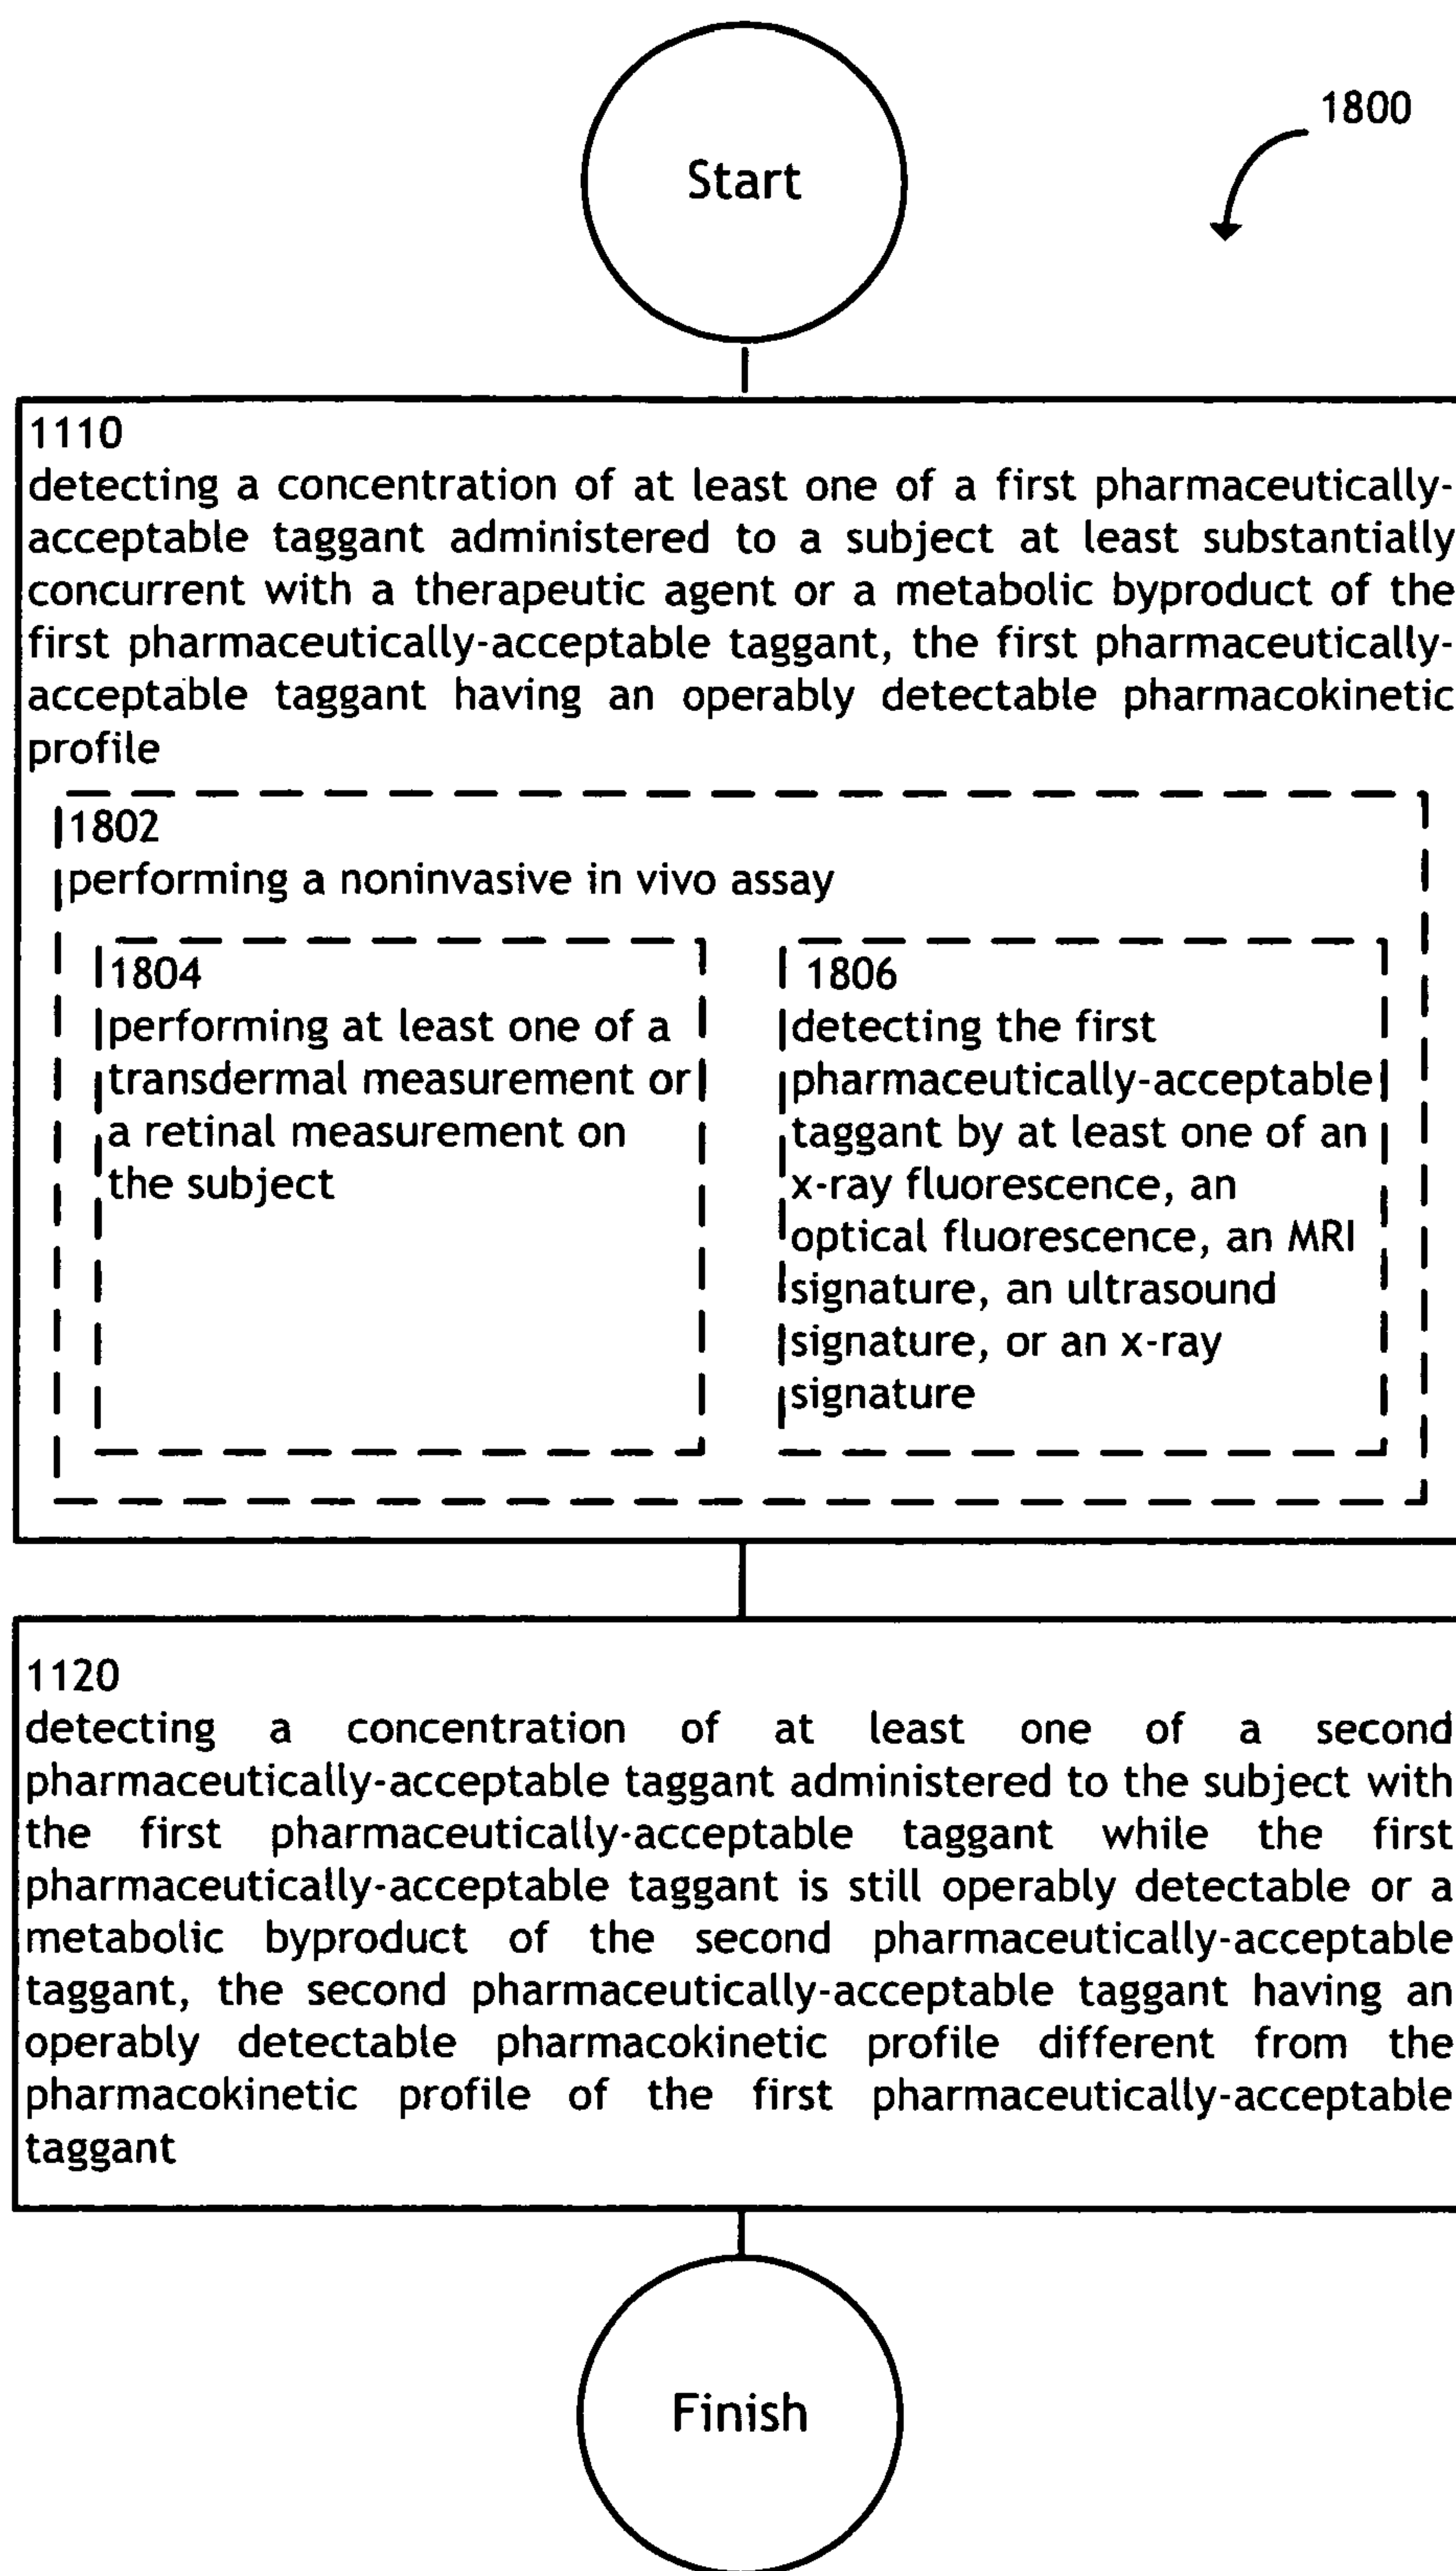 Start
1800
1110
detecting a concentration of at least one of a first pharmaceutically-
acceptable taggant administered to a subject at least substantially
concurrent with a therapeutic agent or a metabolic byproduct of the
first pharmaceutically-acceptable taggant, the first pharmaceutically-
acceptable taggant having an operably detectable pharmacokinetic
profile
1802
performing a noninvasive in vivo assay
1804
performing at least one of a
transdermal measurement or
a retinal measurement on
the subject
1806
detecting the first
pharmaceutically-acceptable
taggant by at least one of an
x-ray fluorescence, an
optical fluorescence, an MRI
signature, an ultrasound
signature, or an x-ray
signature
1120
detecting a concentration of at least one of a second
pharmaceutically-acceptable taggant administered to the subject with
the first pharmaceutically-acceptable taggant while the first
pharmaceutically-acceptable taggant is still operably detectable or a
metabolic byproduct of the second pharmaceutically-acceptable
taggant, the second pharmaceutically-acceptable taggant having an
operably detectable pharmacokinetic profile different from the
pharmacokinetic profile of the first pharmaceutically-acceptable
taggant
Finish